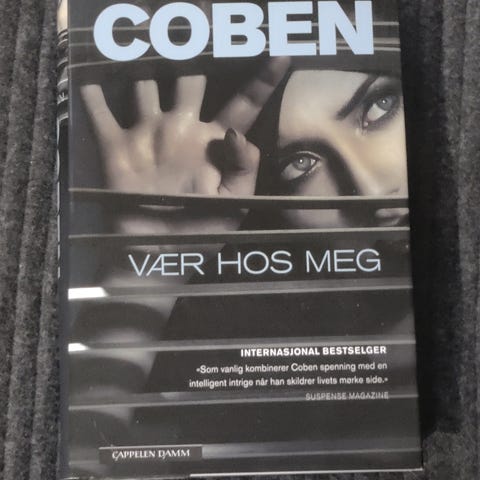 COBEN
VÆR HOS MEG
INTERNASJONAL BESTSELGER
«Som vanlig kombinerer Coben spenning med en
intelligent intrige når han skildrer livets mørke side.»
SUSPENSE MAGAZINE
CAPPELEN DAMM